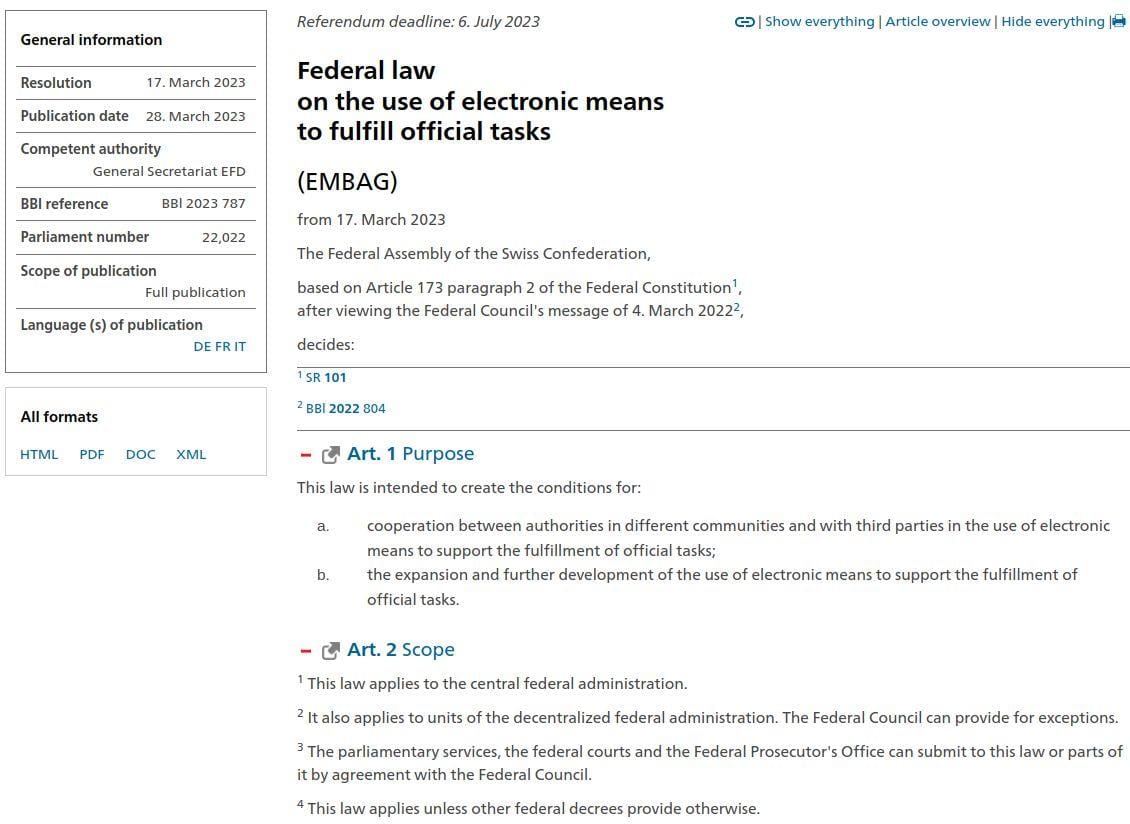 General information
Resolution 17. March 2023
Publication date 28. March 2023
Competent authority
General Secretariat EFD
BBl reference BBl 2023 787
Parliament number 22,022
Scope of publication
Full publication
Language (s) of publication
DE FR IT
All formats
HTML PDF DOC XML
Referendum deadline: 6. July 2023
| Show everything | Article overview | Hide everything |
Federal law
on the use of electronic means
to fulfill official tasks
(EMBAG)
from 17. March 2023
The Federal Assembly of the Swiss Confederation,
based on Article 173 paragraph 2 of the Federal Constitution1,
after viewing the Federal Council's message of 4. March 20222,
decides:
1 SR 101
2 BBl 2022 804
Art. 1 Purpose
This law is intended to create the conditions for:
a. cooperation between authorities in different communities and with third parties in the use of electronic
means to support the fulfillment of official tasks;
b. the expansion and further development of the use of electronic means to support the fulfillment of
official tasks.
Art. 2 Scope
1 This law applies to the central federal administration.
2 It also applies to units of the decentralized federal administration. The Federal Council can provide for exceptions.
3 The parliamentary services, the federal courts and the Federal Prosecutor's Office can submit to this law or parts of
it by agreement with the Federal Council.
4 This law applies unless other federal decrees provide otherwise.